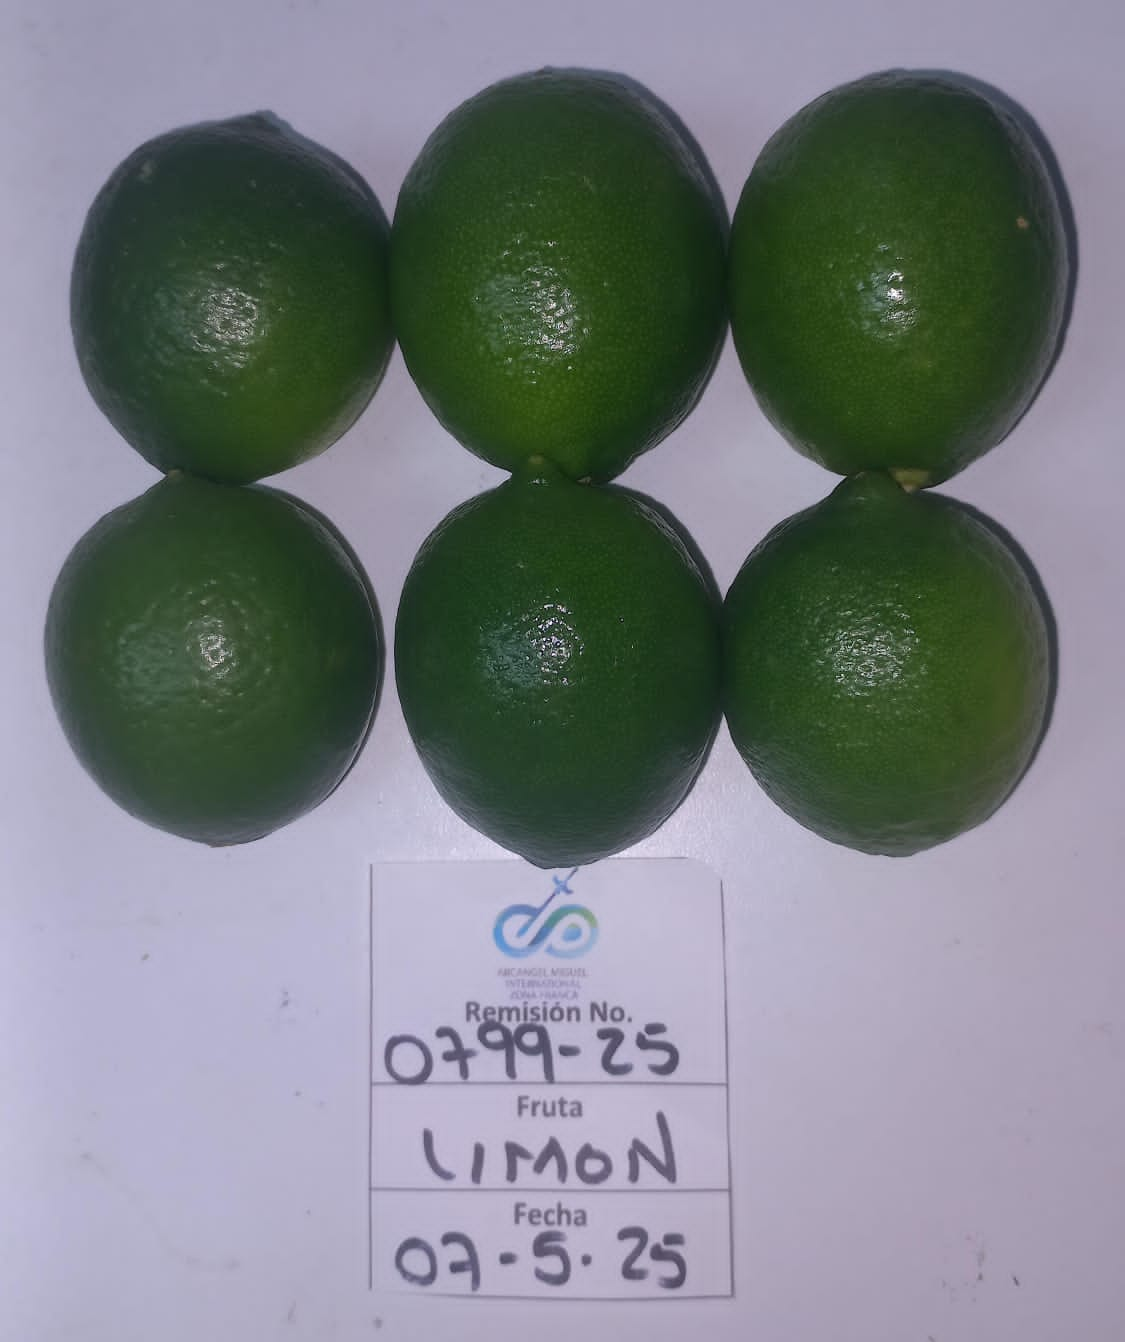 ARCANGEL MIGUEL
INTERNATIONAL
ZONA FRANCA
Remisión No.
0799-25
Fruta
LIMON
Fecha
07-5.25